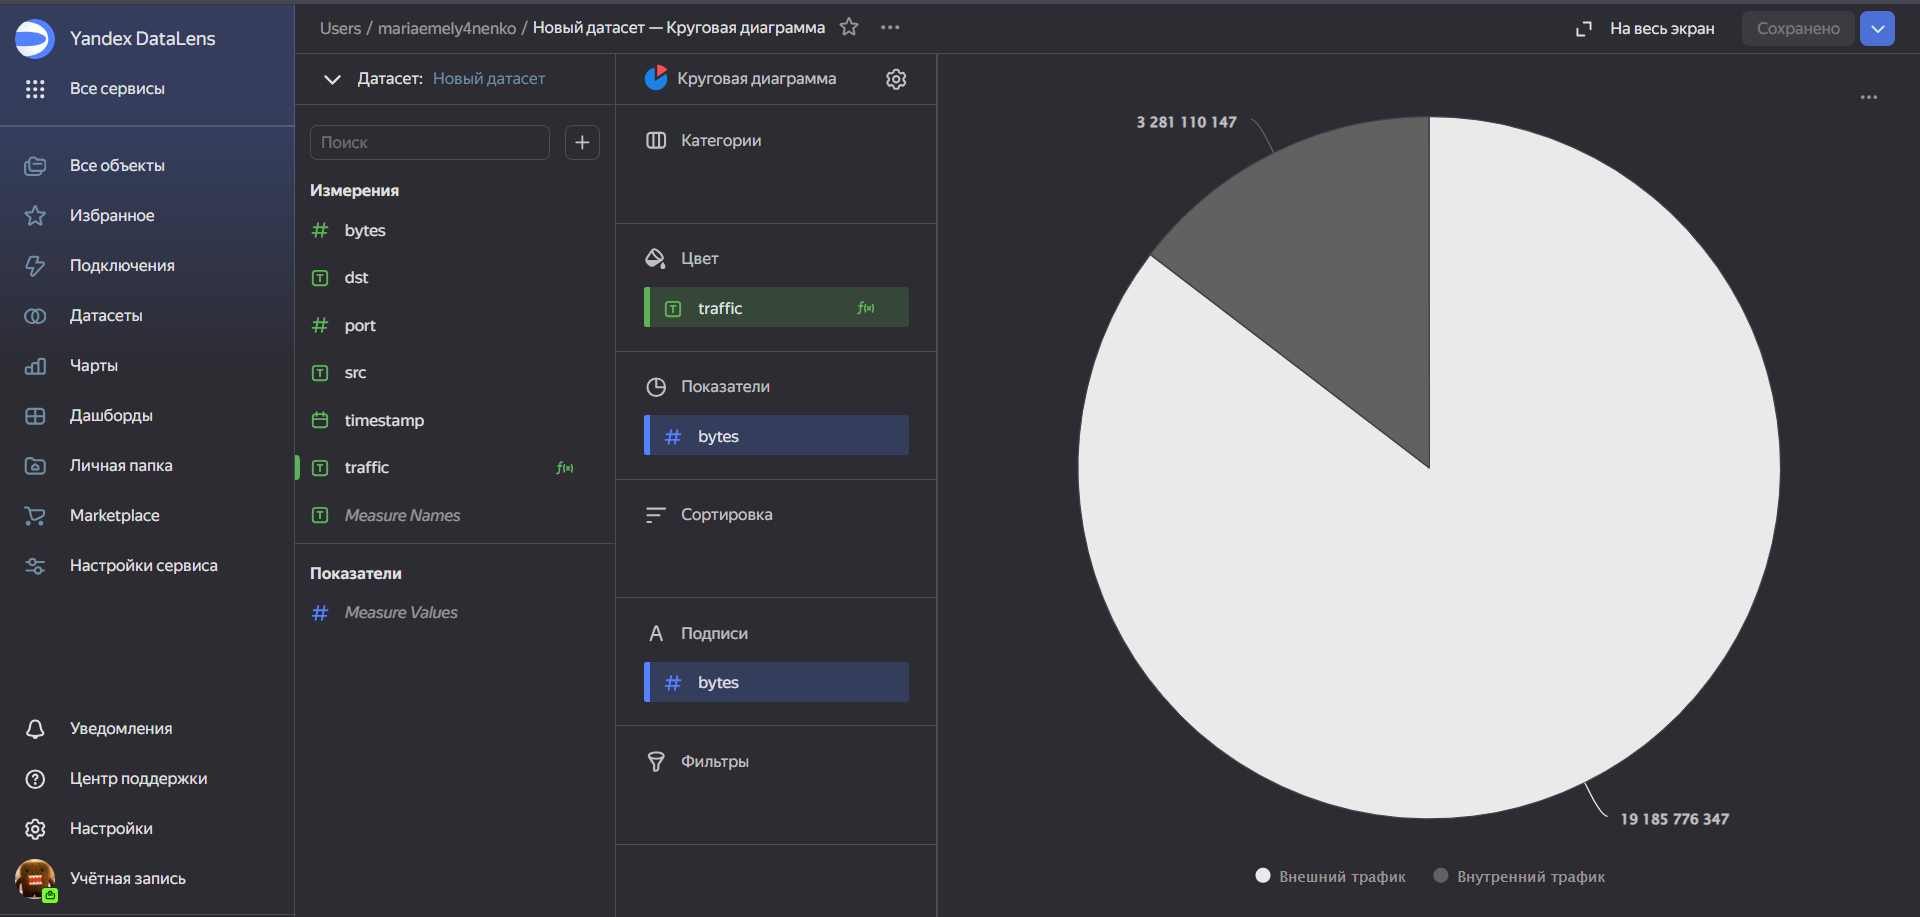 Yandex DataLens
Все сервисы
Все объекты
Избранное
Подключения
Датасеты
Чарты
Дашборды
Личная папка
Marketplace
Настройки сервиса
Уведомления
Центр поддержки
Настройки
Учётная запись
Users / mariaemely4nenko / Новый датасет — Круговая диаграмма
На весь экран
Сохранено
Датасет: Новый датасет
Поиск
Измерения
bytes
dst
port
src
timestamp
traffic
Measure Names
Показатели
Measure Values
Круговая диаграмма
Категории
Цвет
traffic
Показатели
bytes
Сортировка
Подписи
bytes
Фильтры
3 281 110 147
19 185 776 347
Внешний трафик
Внутренний трафик